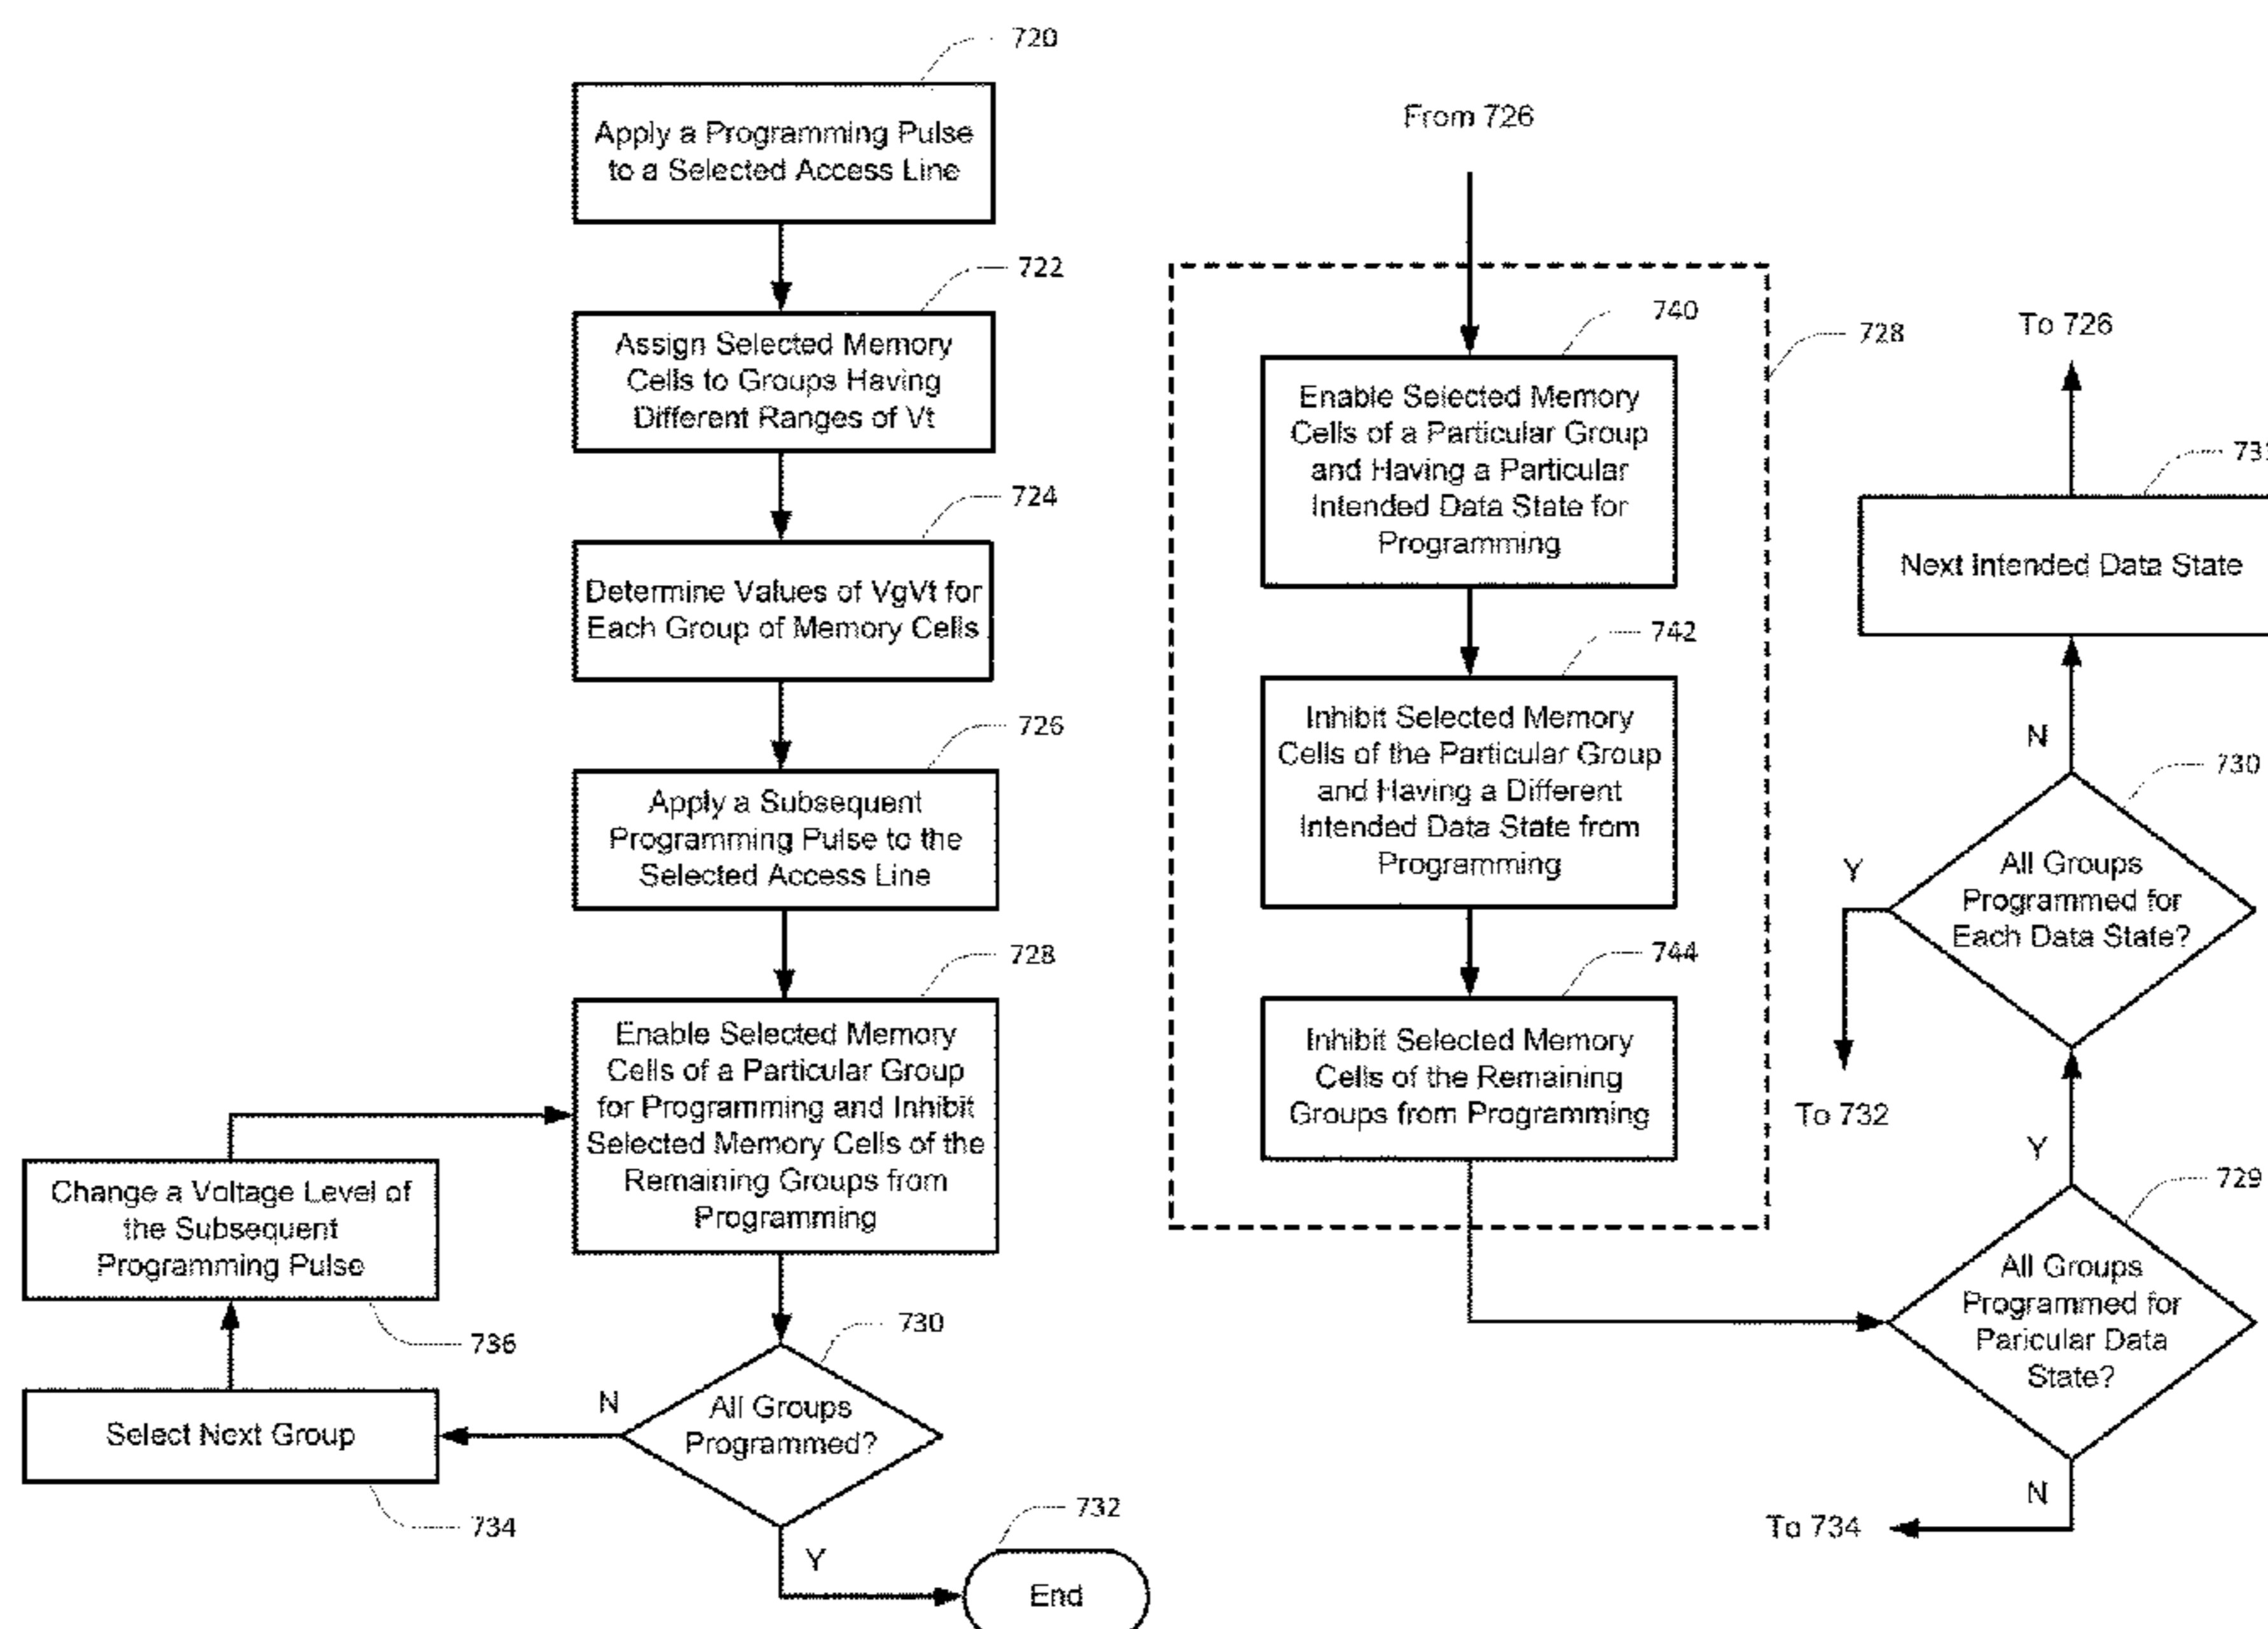 720
Apply a Programming Pulse
to a Selected Access Line
722
Assign Selected Memory
Cells to Groups Having
Different Ranges of Vt
724
Determine Values of VgVt for
Each Group of Memory Cells
726
Apply a Subsequent
Programming Pulse to the
Selected Access Line
728
Enable Selected Memory
Cells of a Particular Group
for Programming and Inhibit
Selected Memory Cells of the
Remaining Groups from
Programming
Change a Voltage Level of
the Subsequent
Programming Pulse
736
730
All Groups
Programmed?
N
Select Next Group
734
Y
732
End
From 726
728
740
Enable Selected Memory
Cells of a Particular Group
and Having a Particular
Intended Data State for
Programming
742
Inhibit Selected Memory
Cells of the Particular Group
and Having a Different
Intended Data State from
Programming
744
Inhibit Selected Memory
Cells of the Remaining
Groups from Programming
To 726
Next Intended Data State
N
730
All Groups
Programmed for
Each Data State?
Y
To 732
Y
729
All Groups
Programmed for
Paricular Data
State?
N
To 734